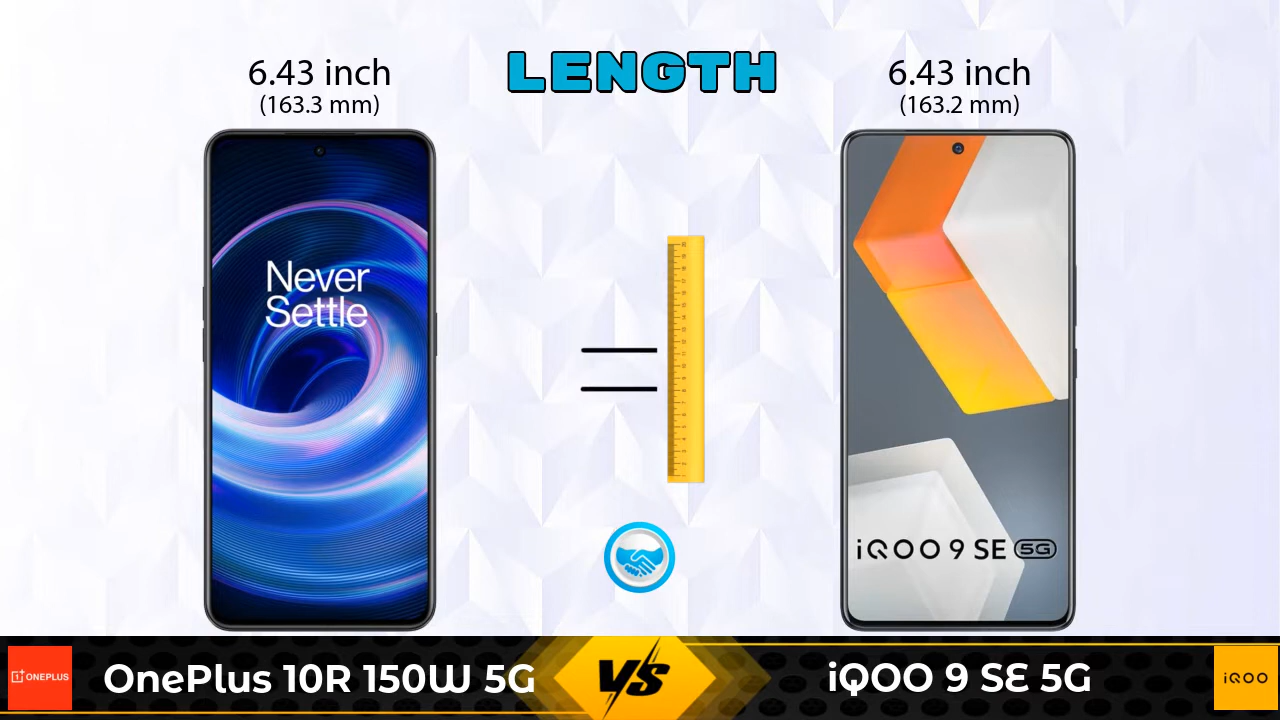 LENGTH
6.43 inch
(163.3 mm)
6.43 inch
(163.2 mm)
Never
Settle
iQOO 9 SE 5G
ONEPLUS
OnePlus 10R 150W 5G
VS
iQOO 9 SE 5G
iQOO